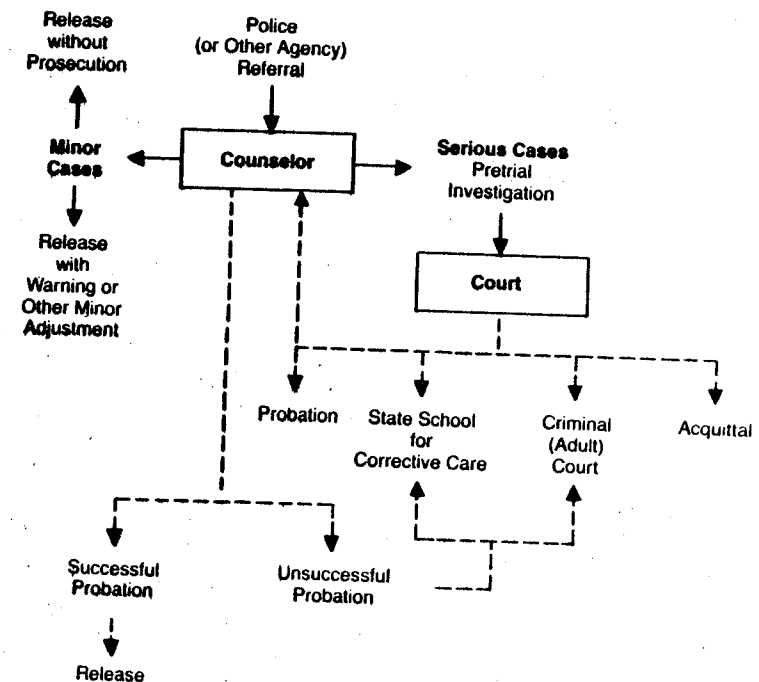 Release
without
Prosecution
Police
(or Other Agency)
Referral
Minor
Cases
Counselor
Serious Cases
Pretrial
Investigation
Release
with
Warning or
Other Minor
Adjustment
Court
Probation
State School
for
Corrective Care
Criminal
(Adult)
Court
Acquittal
Successful
Probation
Unsuccessful
Probation
Release